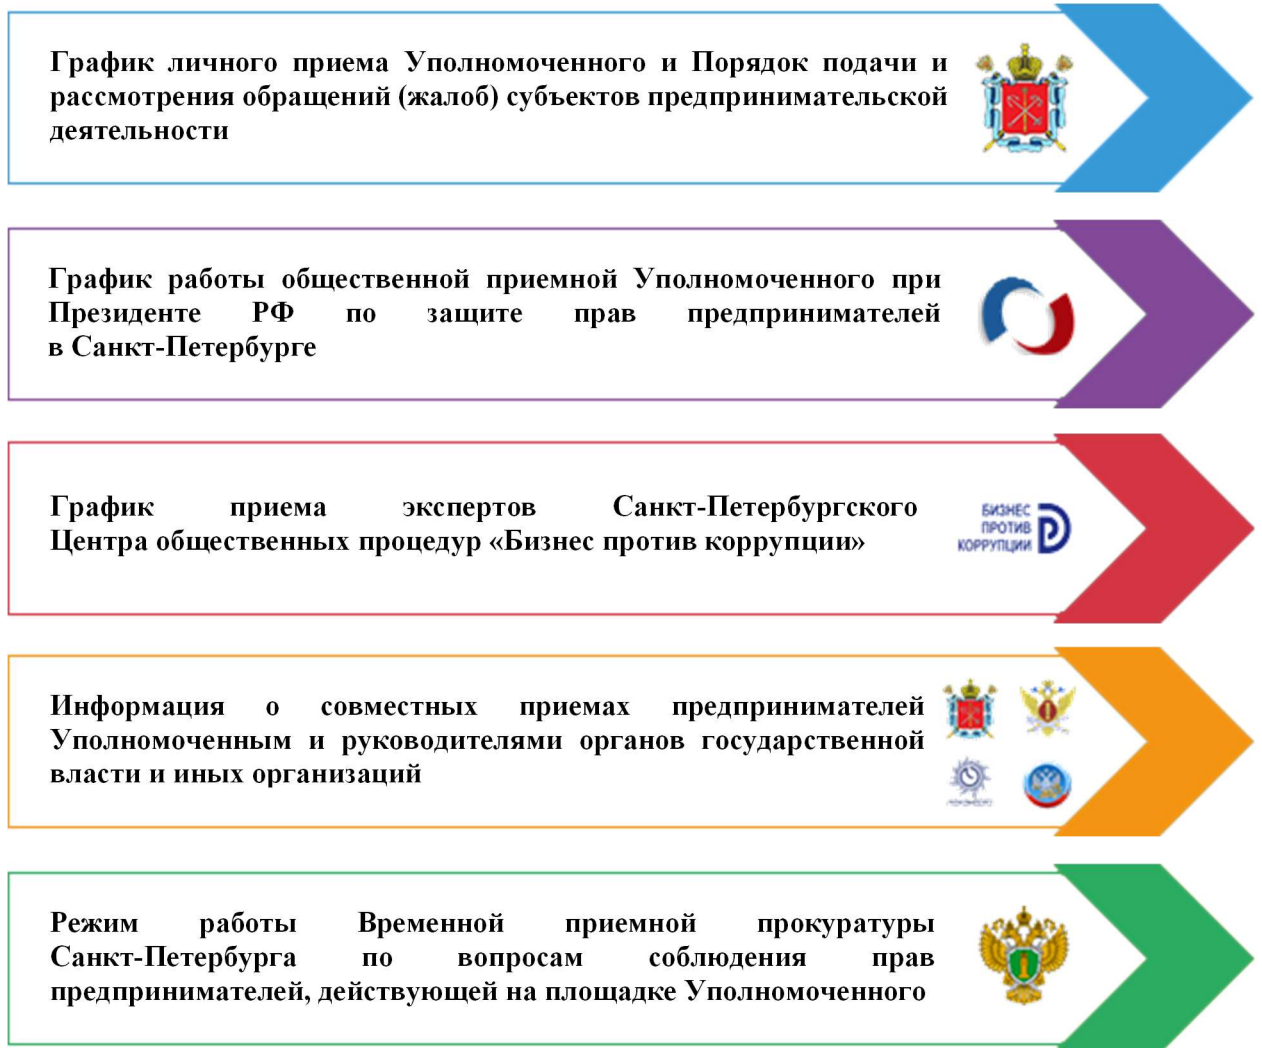 График личного приема Уполномоченного и Порядок подачи и
рассмотрения обращений (жалоб) субъектов предпринимательской
деятельности
График работы общественной приемной Уполномоченного при
Президенте РФ по защите прав предпринимателей
в Санкт-Петербурге
График приема экспертов Санкт-Петербургского
Центра общественных процедур «Бизнес против коррупции»
БИЗНЕС
ПРОТИВ
КОРРУПЦИИ
Информация о совместных приемах предпринимателей
Уполномоченным и руководителями органов государственной
власти и иных организаций
Режим работы Временной приемной прокуратуры
Санкт-Петербурга по вопросам соблюдения прав
предпринимателей, действующей на площадке Уполномоченного